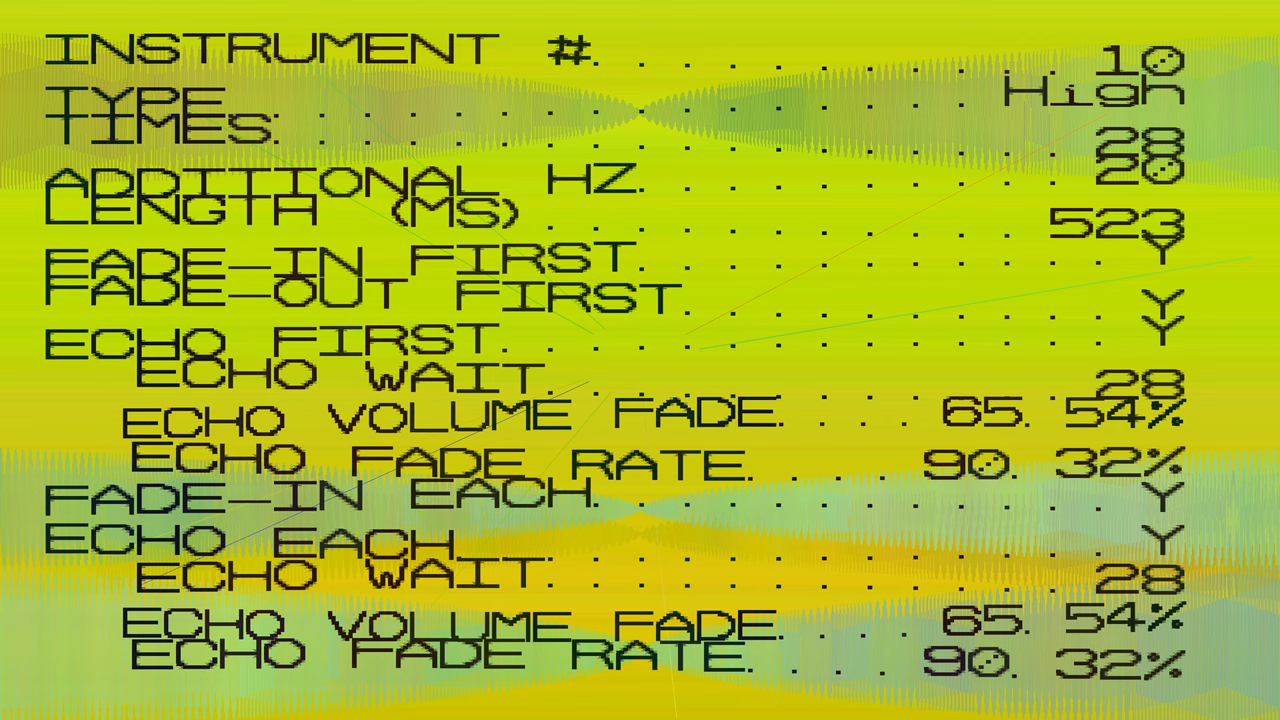 INSTRUMENT #. . . . . . . . . . . . 10
TYPE. . . . . . . . . . . . . . . . . . High
TIMES. . . . . . . . . . . . . . . . . . 28
ADDITIONAL HZ. . . . . . . . . . 20
LENGTH (MS) . . . . . . . . . . . 523
FADE-IN FIRST. . . . . . . . . . . Y
FADE-OUT FIRST. . . . . . . . . . Y
ECHO FIRST. . . . . . . . . . . . . . Y
ECHO WAIT. . . . . . . . . . . . 28
ECHO VOLUME FADE. . . . 65. 54%
ECHO FADE RATE. . . . 90. 32%
FADE-IN EACH. . . . . . . . . . . . Y
ECHO EACH. . . . . . . . . . . . . . . Y
ECHO WAIT. . . . . . . . . . . . 28
ECHO VOLUME FADE. . . . 65. 54%
ECHO FADE RATE. . . . 90. 32%